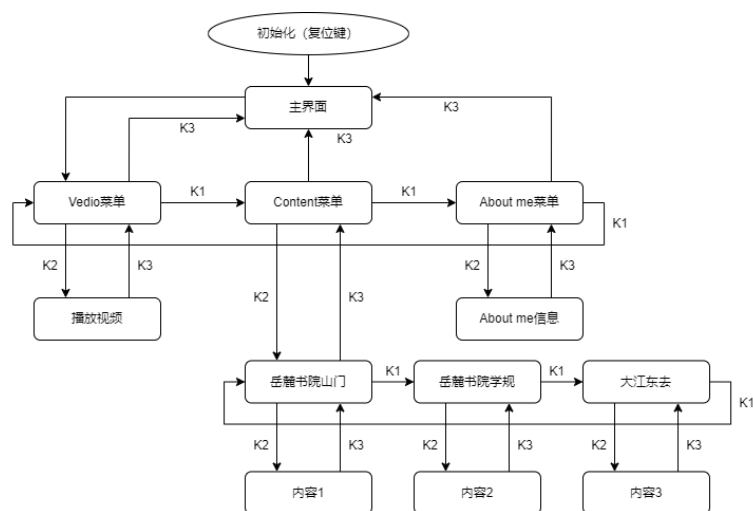 初始化（复位键）
主界面
K3
K3
K3
Vedio菜单
K1
Content菜单
K1
About me菜单
K1
K2
K3
K2
K3
K2
K3
播放视频
About me信息
岳麓书院山门
K1
岳麓书院学规
K1
大江东去
K1
K2
K3
K2
K3
K2
K3
内容1
内容2
内容3